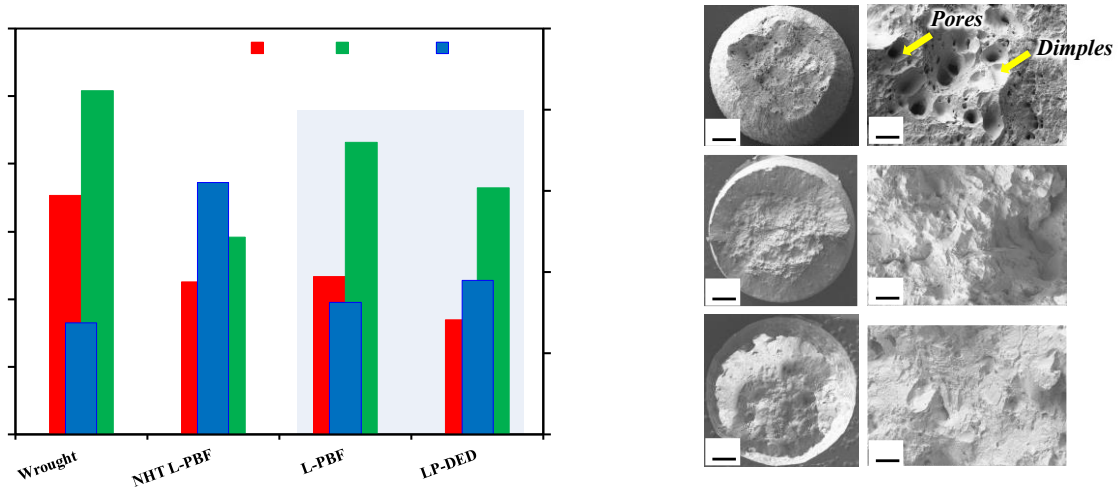 Pores
Dimples
Wrought
NHT L-PBF
L-PBF
LP-DED